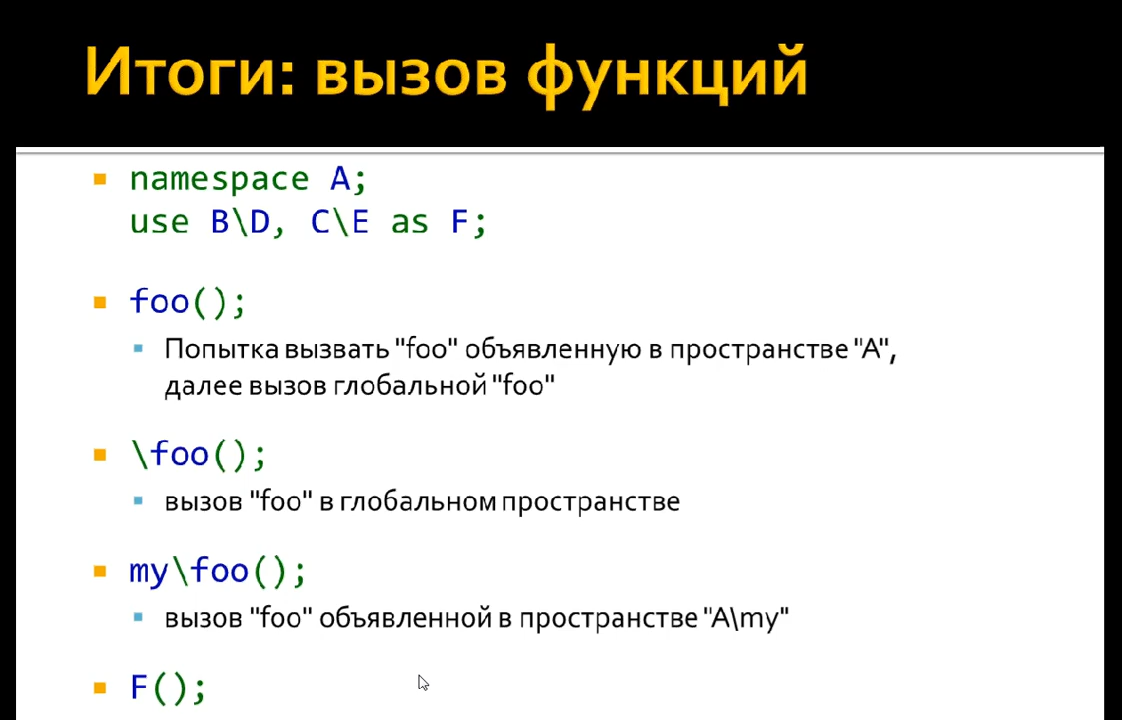 Итоги: вызов функций
namespace A;
use B\D, C\E as F;
foo();
Попытка вызвать "foo" объявленную в пространстве "A",
далее вызов глобальной "foo"
\foo();
вызов "foo" в глобальном пространстве
my\foo();
вызов "foo" объявленной в пространстве "A\my"
F();